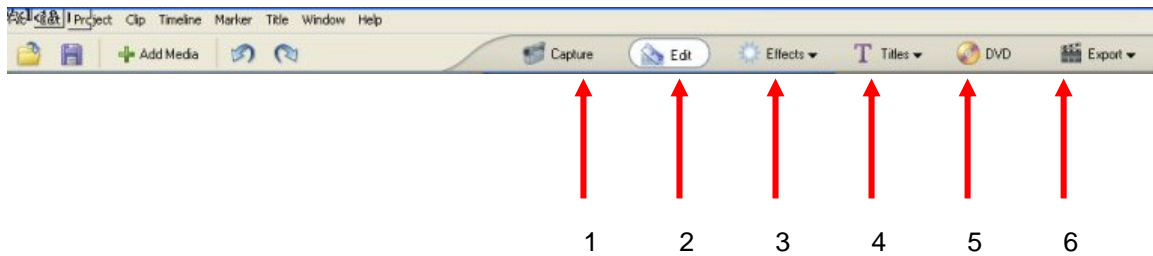 Project Clip Timeline Marker Title Window Help
Add Media Capture Edit Effects Titles DVD Export
1 2 3 4 5 6